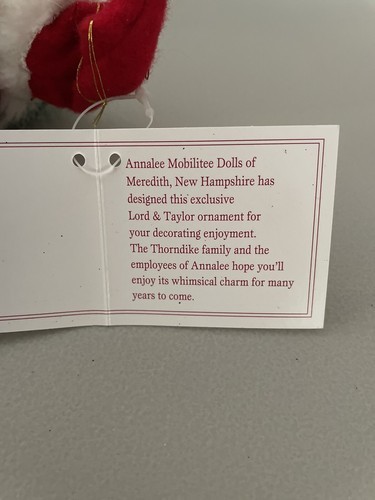 Annalee Mobilitee Dolls of
Meredith, New Hampshire has
designed this exclusive
Lord & Taylor ornament for
your decorating enjoyment.
The Thorndike family and the
employees of Annalee hope you'll
enjoy its whimsical charm for many
years to come.